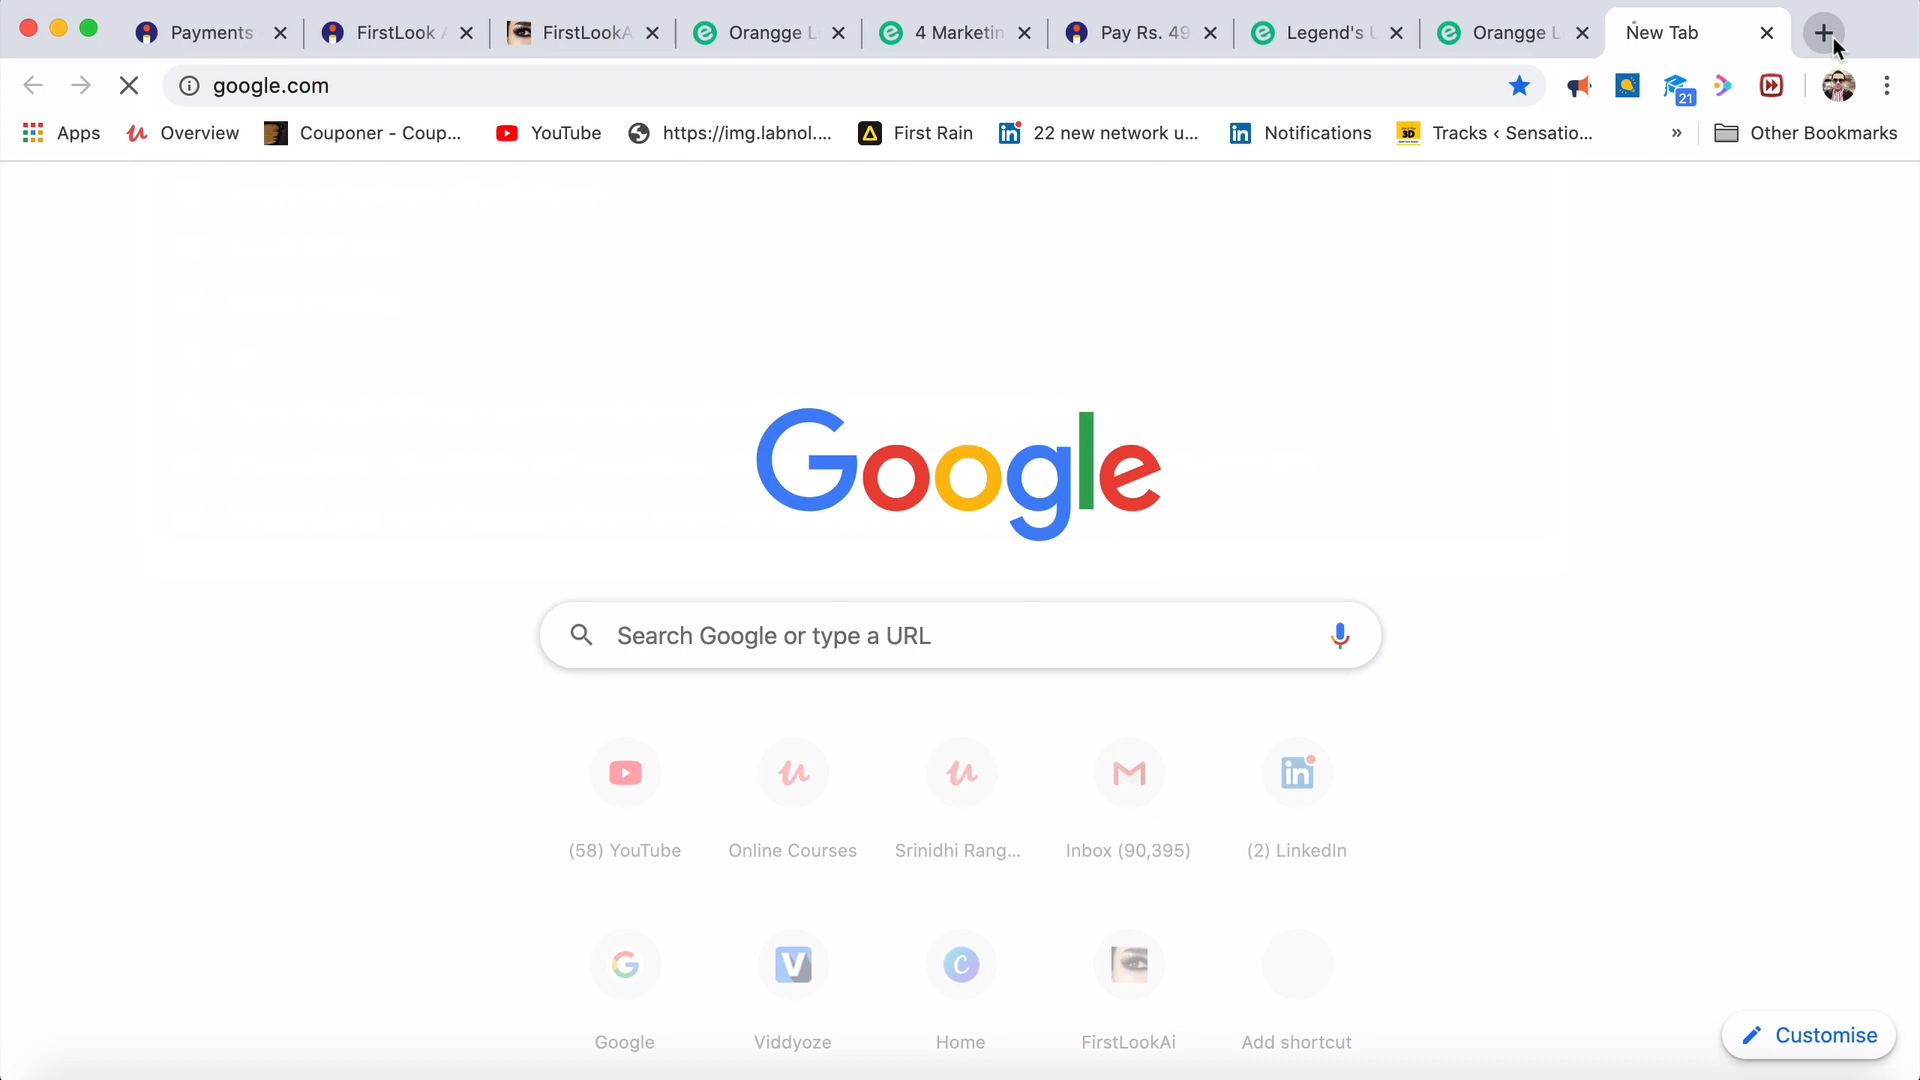 Payments
FirstLook A
FirstLookA
Orangge L
4 Marketin
Pay Rs. 49
Legend's U
Orangge L
New Tab
google.com
21
Apps
Overview
Couponer - Coup...
YouTube
https://img.labnol....
First Rain
22 new network u...
Notifications
3D
Tracks ‹ Sensatio...
»
Other Bookmarks
Google
Search Google or type a URL
(58) YouTube
Online Courses
Srinidhi Rang...
Inbox (90,395)
(2) LinkedIn
Google
Viddyoze
Home
FirstLookAi
Add shortcut
Customise